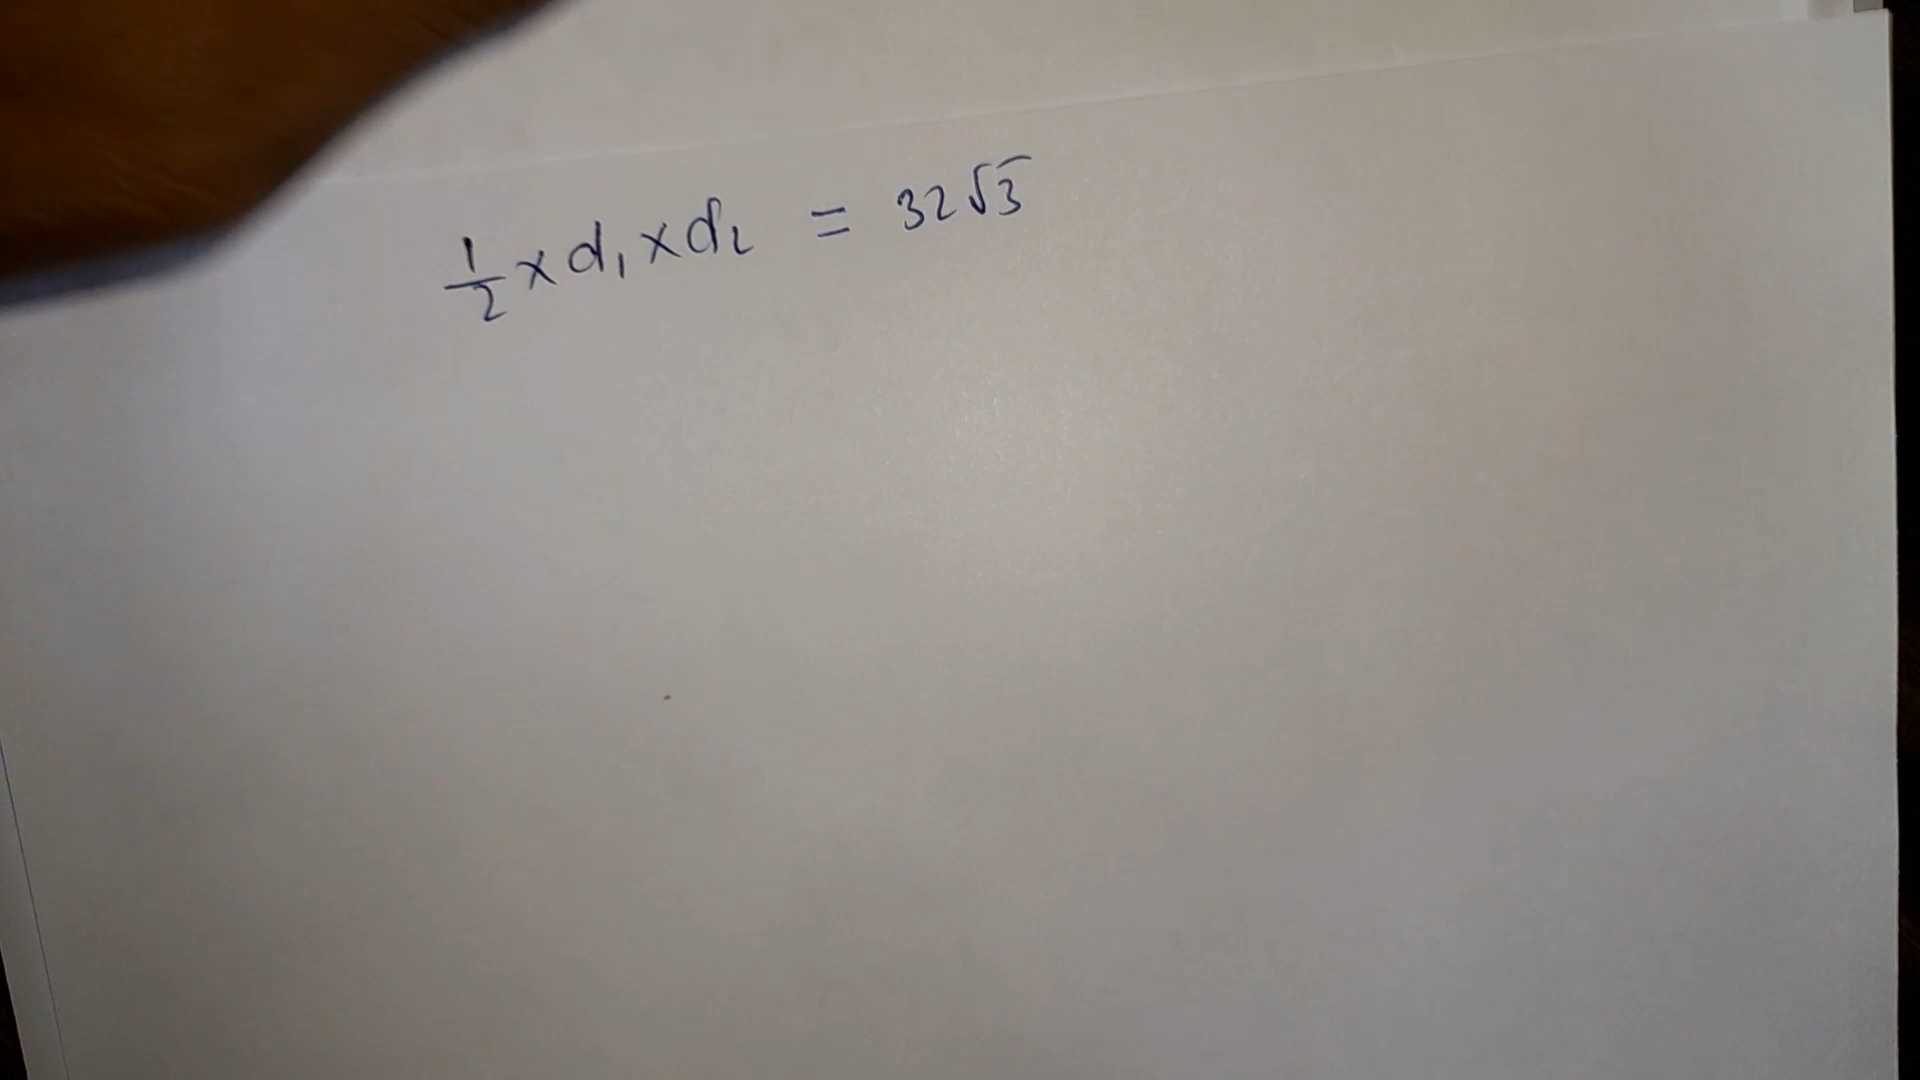 1/2 × d₁ × d₂ = 32√3